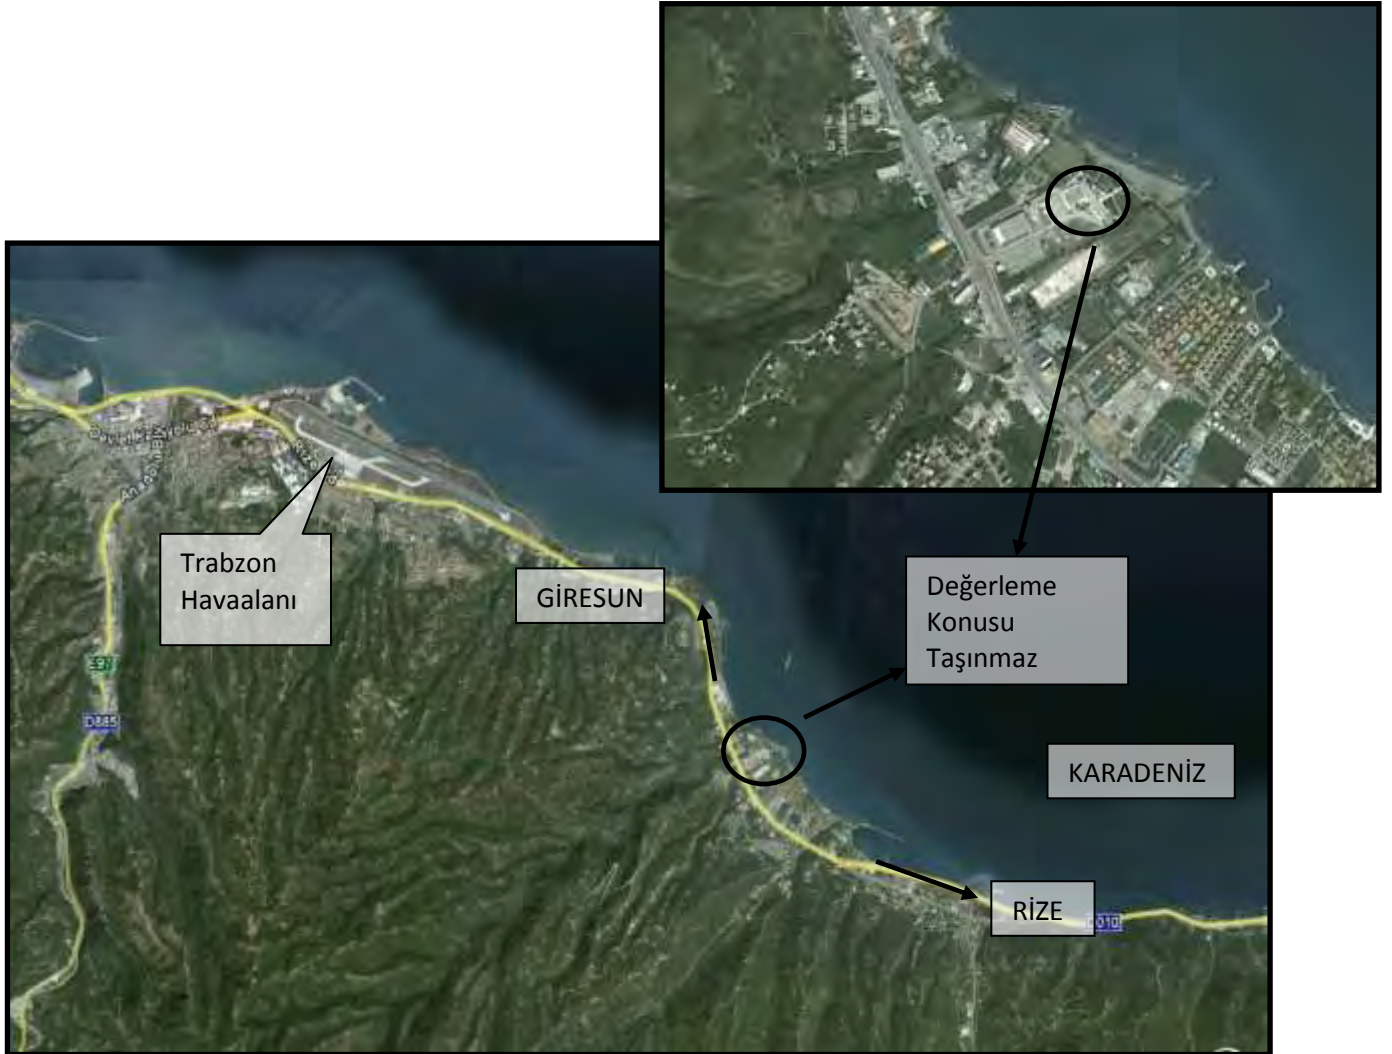 Trabzon
Havaalanı
GİRESUN
Değerleme
Konusu
Taşınmaz
KARADENİZ
D885
RİZE
D010